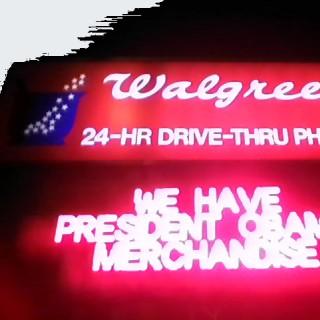 Walgree
24-HR DRIVE-THRU PH
WE HAVE
PRESIDENT OBAM
MERCHANDISE